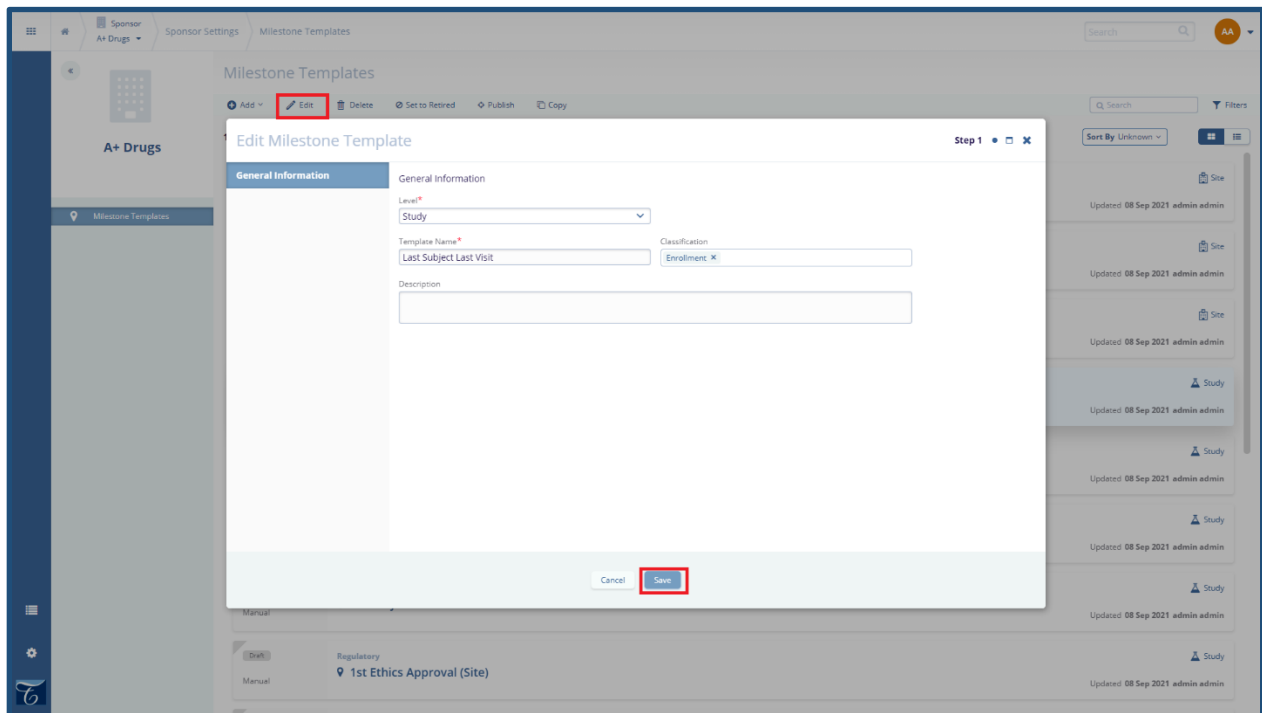 Sponsor
A+ Drugs
Sponsor Settings
Milestone Templates
Search
AA
A+ Drugs
Milestone Templates
Milestone Templates
Add
Edit
Delete
Set to Retired
Publish
Copy
Search
Filters
Sort By Unknown
Edit Milestone Template
Step 1
General Information
General Information
Level*
Study
Template Name*
Last Subject Last Visit
Classification
Enrollment ×
Description
Cancel
Save
Site
Updated 08 Sep 2021 admin admin
Site
Updated 08 Sep 2021 admin admin
Site
Updated 08 Sep 2021 admin admin
Study
Updated 08 Sep 2021 admin admin
Study
Updated 08 Sep 2021 admin admin
Study
Updated 08 Sep 2021 admin admin
Study
Manual
Updated 08 Sep 2021 admin admin
Draft
Regulatory
Study
1st Ethics Approval (Site)
Manual
Updated 08 Sep 2021 admin admin